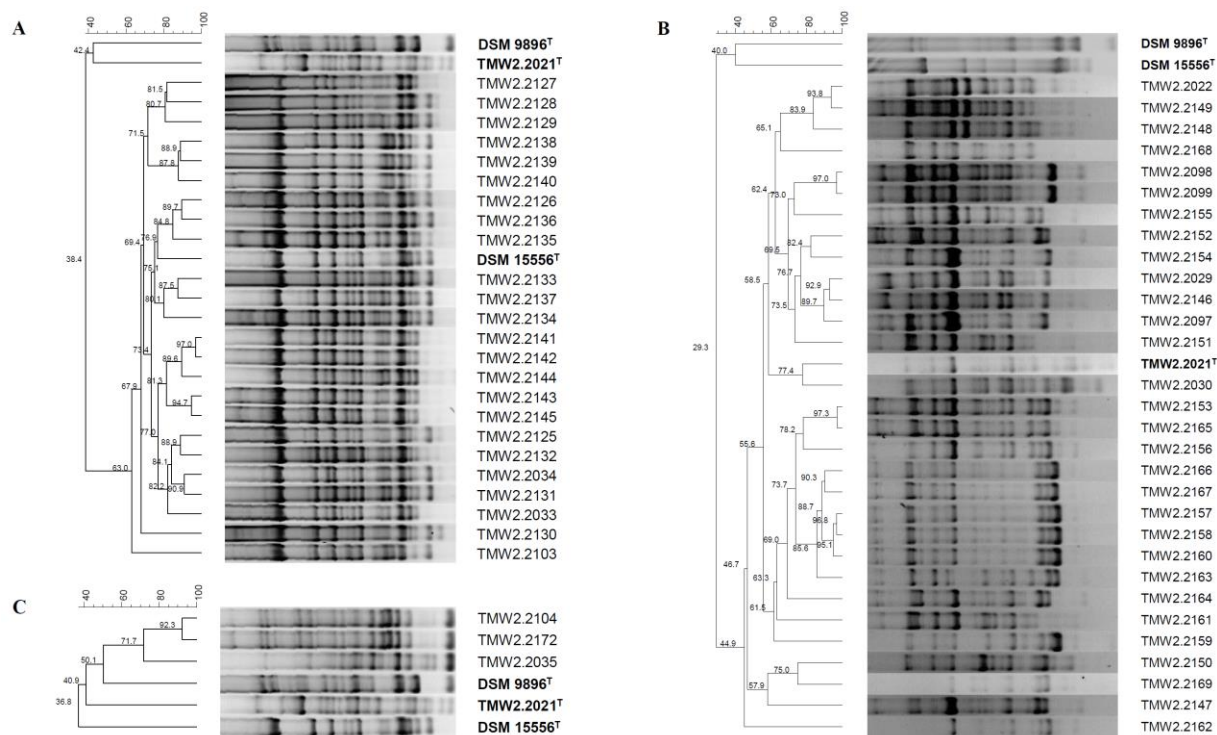 A
40 60 80 100
42.4
38.4
81.5
80.7
71.5
88.9
87.8
89.7
84.8
76.9
69.4
75.1
87.5
80.1
73.4
97.0
89.6
81.3
94.7
67.9
77.0
88.9
84.1
82.2
90.9
63.0
DSM 9896ᵀ
TMW2.2021ᵀ
TMW2.2127
TMW2.2128
TMW2.2129
TMW2.2138
TMW2.2139
TMW2.2140
TMW2.2126
TMW2.2136
TMW2.2135
DSM 15556ᵀ
TMW2.2133
TMW2.2137
TMW2.2134
TMW2.2141
TMW2.2142
TMW2.2144
TMW2.2143
TMW2.2145
TMW2.2125
TMW2.2132
TMW2.2034
TMW2.2131
TMW2.2033
TMW2.2130
TMW2.2103
C
40 60 80 100
92.3
71.7
50.1
40.9
36.8
TMW2.2104
TMW2.2172
TMW2.2035
DSM 9896ᵀ
TMW2.2021ᵀ
DSM 15556ᵀ
B
40 60 80 100
40.0
93.8
83.9
65.1
97.0
62.4
73.0
82.4
69.5
76.7
58.5
92.9
89.7
73.5
29.3
77.4
97.3
78.2
55.6
90.3
73.7
88.7
96.8
69.0
85.6
95.1
46.7
63.3
61.5
44.9
75.0
57.9
DSM 9896ᵀ
DSM 15556ᵀ
TMW2.2022
TMW2.2149
TMW2.2148
TMW2.2168
TMW2.2098
TMW2.2099
TMW2.2155
TMW2.2152
TMW2.2154
TMW2.2029
TMW2.2146
TMW2.2097
TMW2.2151
TMW2.2021ᵀ
TMW2.2030
TMW2.2153
TMW2.2165
TMW2.2156
TMW2.2166
TMW2.2167
TMW2.2157
TMW2.2158
TMW2.2160
TMW2.2163
TMW2.2164
TMW2.2161
TMW2.2159
TMW2.2150
TMW2.2169
TMW2.2147
TMW2.2162